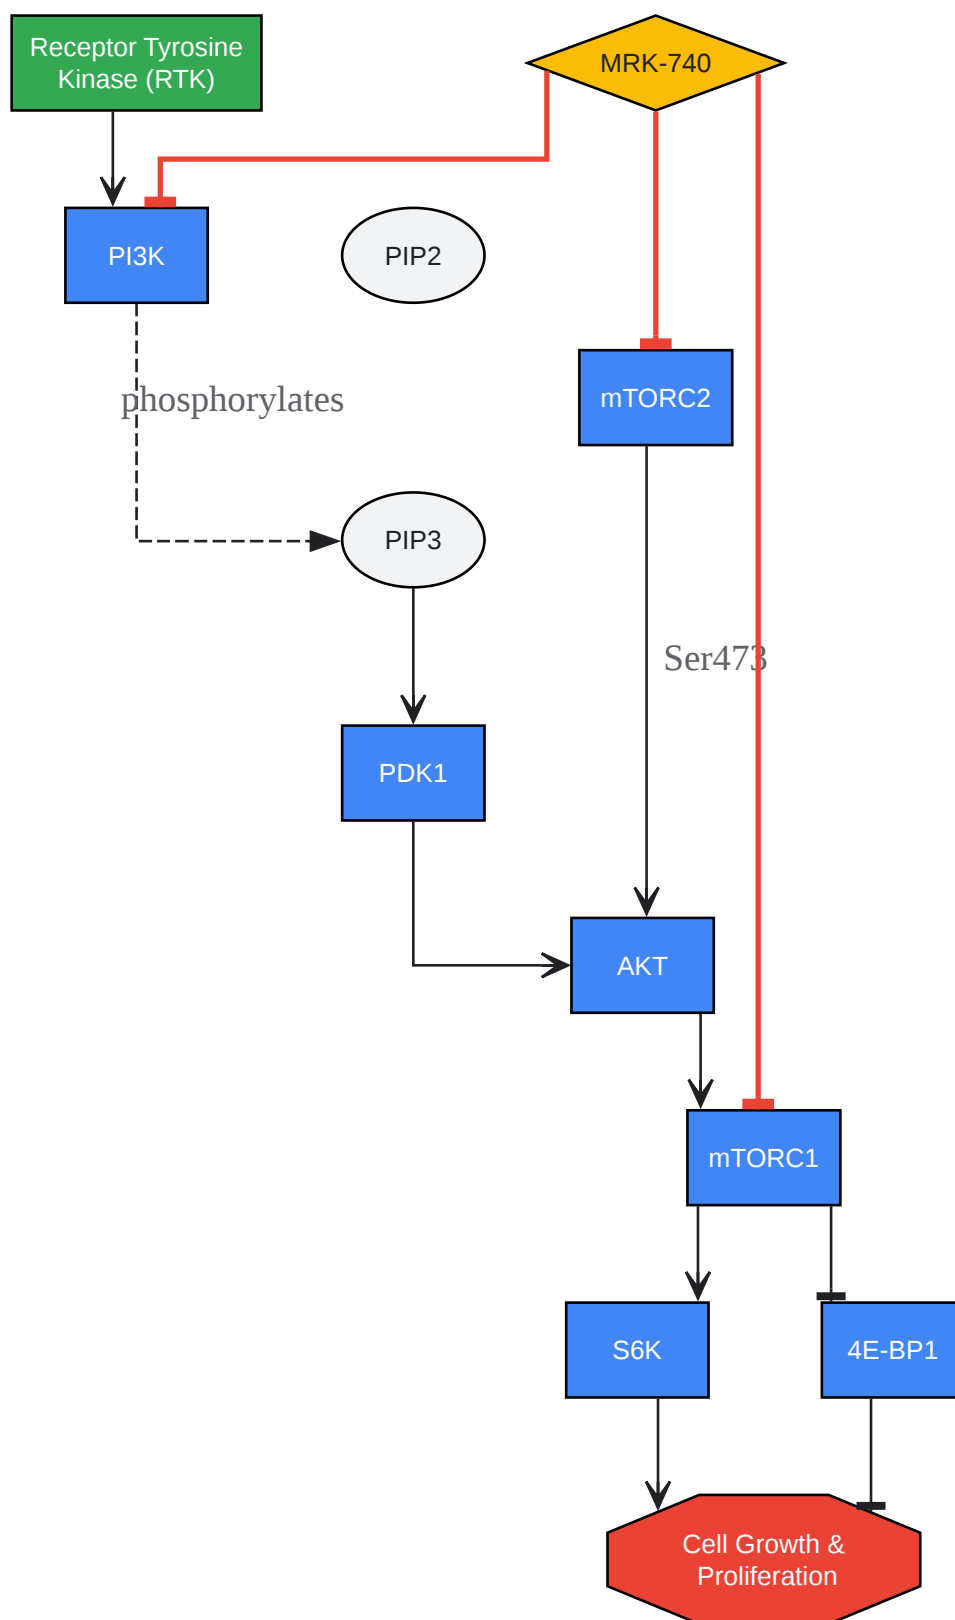 Receptor Tyrosine
Kinase (RTK)
MRK-740
PI3K
PIP2
phosphorylates
mTORC2
PIP3
Ser473
PDK1
AKT
mTORC1
S6K
4E-BP1
Cell Growth &
Proliferation